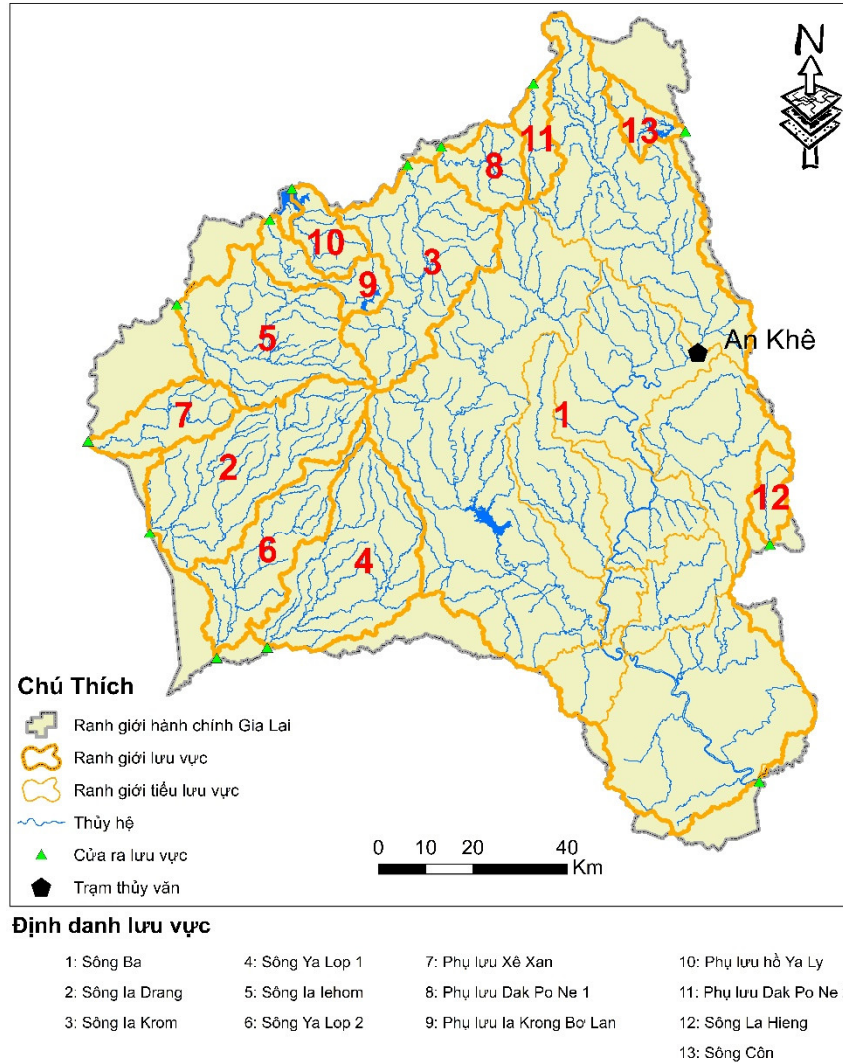 N
11
13
8
10
3
9
5
An Khê
7
1
2
12
6
4
Chú Thích
Ranh giới hành chính Gia Lai
Ranh giới lưu vực
Ranh giới tiểu lưu vực
Thủy hệ
Cửa ra lưu vực
Trạm thủy văn
0 10 20 40
Km
Định danh lưu vực
1: Sông Ba
2: Sông Ia Drang
3: Sông Ia Krom
4: Sông Ya Lop 1
5: Sông Ia Iehom
6: Sông Ya Lop 2
7: Phụ lưu Xê Xan
8: Phụ lưu Dak Po Ne 1
9: Phụ lưu Ia Krong Bơ Lan
10: Phụ lưu hồ Ya Ly
11: Phụ lưu Dak Po Ne
12: Sông La Hieng
13: Sông Côn